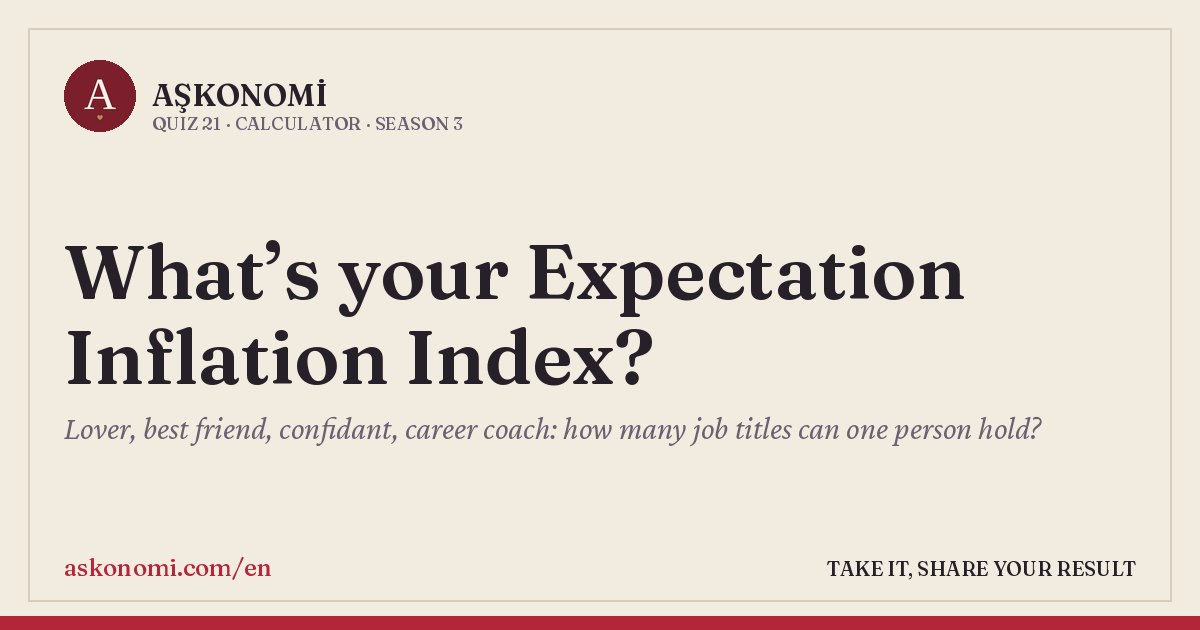 A
AŞKONOMİ
QUIZ 21 · CALCULATOR · SEASON 3
What’s your Expectation
Inflation Index?
Lover, best friend, confidant, career coach: how many job titles can one person hold?
askonomi.com/en
TAKE IT, SHARE YOUR RESULT